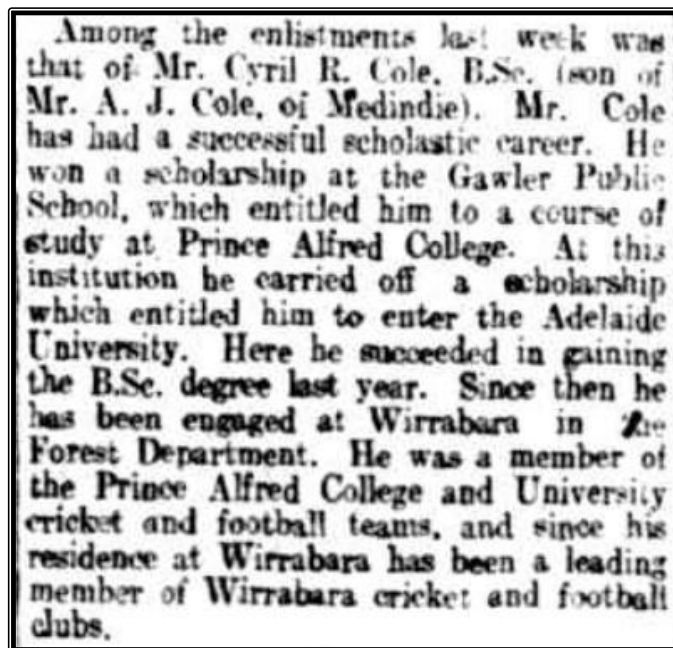 Among the enlistments last week was
that of Mr. Cyril R. Cole, B.Sc. (son of
Mr. A. J. Cole, of Medindie). Mr. Cole
has had a successful scholastic career. He
won a scholarship at the Gawler Public
School, which entitled him to a course of
study at Prince Alfred College. At this
institution he carried off a scholarship
which entitled him to enter the Adelaide
University. Here he succeeded in gaining
the B.Sc. degree last year. Since then he
has been engaged at Wirrabara in the
Forest Department. He was a member of
the Prince Alfred College and University
cricket and football teams, and since his
residence at Wirrabara has been a leading
member of Wirrabara cricket and football
clubs.